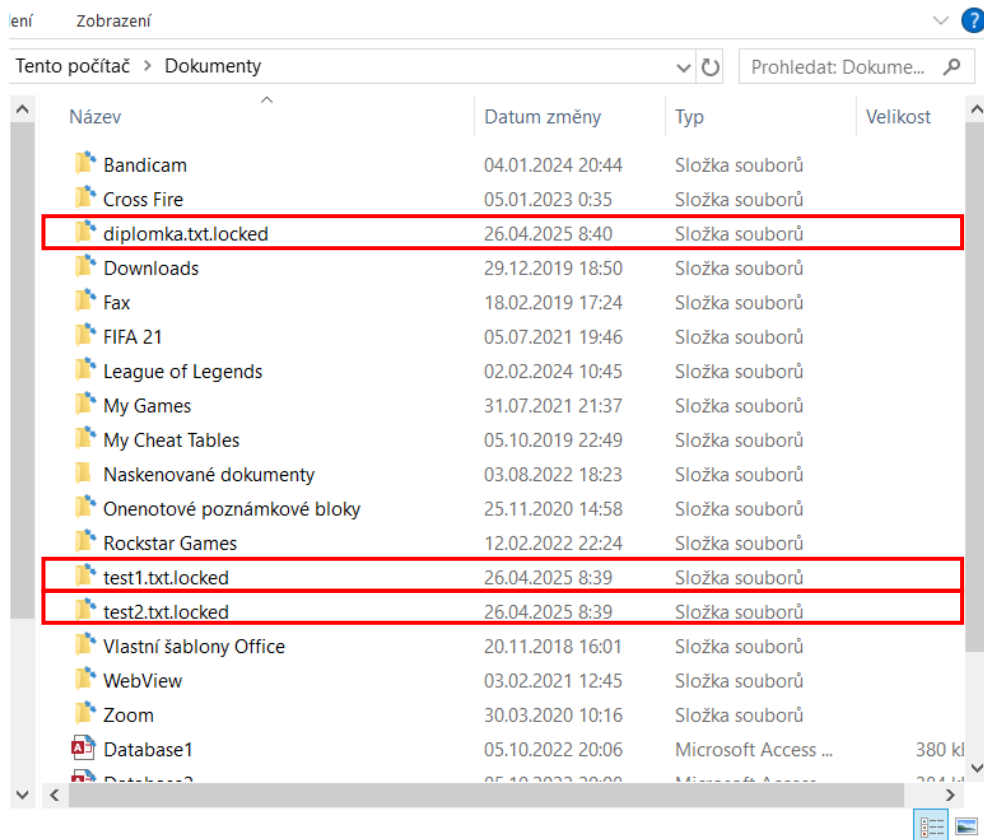 lení Zobrazení
Tento počítač > Dokumenty Prohledat: Dokume...
Název Datum změny Typ Velikost
Bandicam 04.01.2024 20:44 Složka souborů
Cross Fire 05.01.2023 0:35 Složka souborů
diplomka.txt.locked 26.04.2025 8:40 Složka souborů
Downloads 29.12.2019 18:50 Složka souborů
Fax 18.02.2019 17:24 Složka souborů
FIFA 21 05.07.2021 19:46 Složka souborů
League of Legends 02.02.2024 10:45 Složka souborů
My Games 31.07.2021 21:37 Složka souborů
My Cheat Tables 05.10.2019 22:49 Složka souborů
Naskenované dokumenty 03.08.2022 18:23 Složka souborů
Onenotové poznámkové bloky 25.11.2020 14:58 Složka souborů
Rockstar Games 12.02.2022 22:24 Složka souborů
test1.txt.locked 26.04.2025 8:39 Složka souborů
test2.txt.locked 26.04.2025 8:39 Složka souborů
Vlastní šablony Office 20.11.2018 16:01 Složka souborů
WebView 03.02.2021 12:45 Složka souborů
Zoom 30.03.2020 10:16 Složka souborů
Database1 05.10.2022 20:06 Microsoft Access ... 380 k